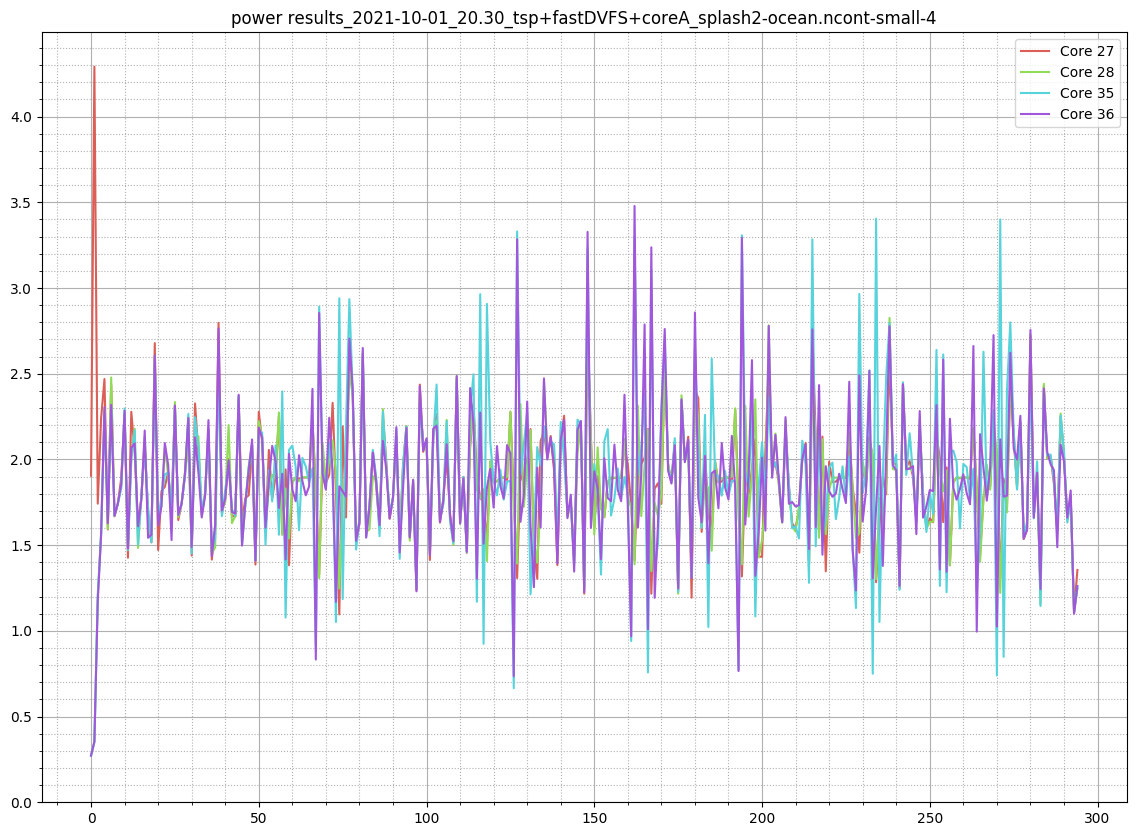 power results_2021-10-01_20.30_tsp+fastDVFS+coreA_splash2-ocean.ncont-small-4
Core 27
Core 28
Core 35
Core 36
4.0
3.5
3.0
2.5
2.0
1.5
1.0
0.5
0.0
0 50 100 150 200 250 300